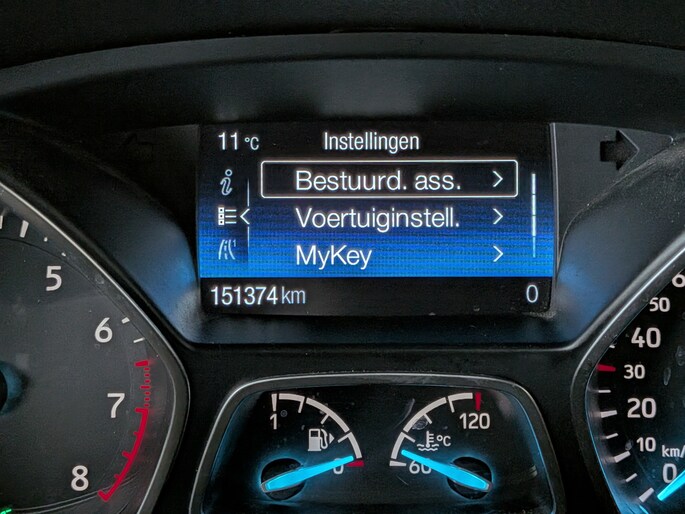 11 °C Instellingen
Bestuurd. ass.
Voertuiginstell.
MyKey
151374 km 0
5
6
7
8
1
0
120
°C
60
50
40
30
20
10
0
km/